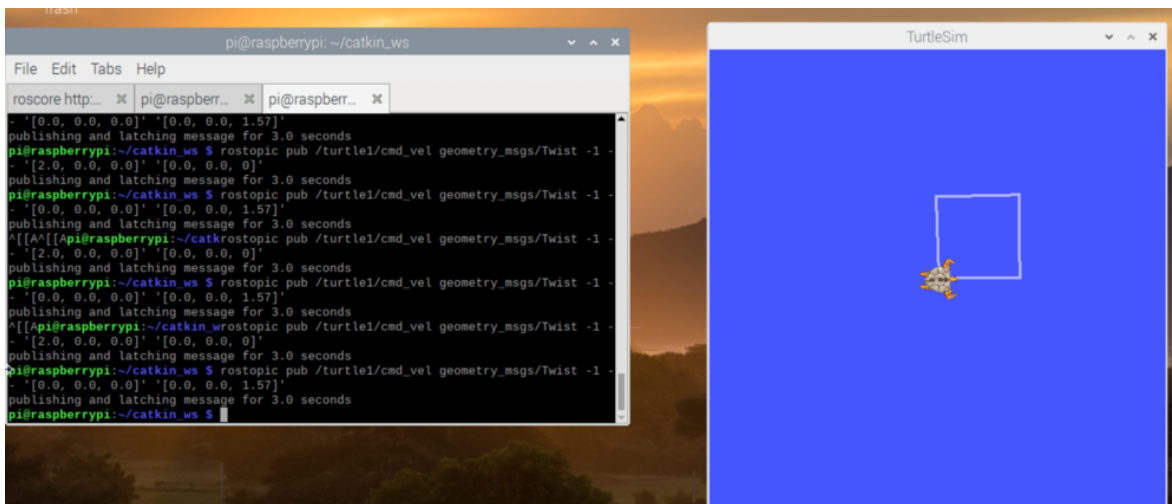 Trash
pi@raspberrypi: ~/catkin_ws
File Edit Tabs Help
roscore http:... pi@raspberr... pi@raspberr...
- '[0.0, 0.0, 0.0]' '[0.0, 0.0, 1.57]'
publishing and latching message for 3.0 seconds
pi@raspberrypi:~/catkin_ws $ rostopic pub /turtle1/cmd_vel geometry_msgs/Twist -1 -
- '[2.0, 0.0, 0.0]' '[0.0, 0.0, 0]'
publishing and latching message for 3.0 seconds
pi@raspberrypi:~/catkin_ws $ rostopic pub /turtle1/cmd_vel geometry_msgs/Twist -1 -
- '[0.0, 0.0, 0.0]' '[0.0, 0.0, 1.57]'
publishing and latching message for 3.0 seconds
^[[A^[[Api@raspberrypi:~/catkrostopic pub /turtle1/cmd_vel geometry_msgs/Twist -1 -
- '[2.0, 0.0, 0.0]' '[0.0, 0.0, 0]'
publishing and latching message for 3.0 seconds
pi@raspberrypi:~/catkin_ws $ rostopic pub /turtle1/cmd_vel geometry_msgs/Twist -1 -
- '[0.0, 0.0, 0.0]' '[0.0, 0.0, 1.57]'
publishing and latching message for 3.0 seconds
^[[Api@raspberrypi:~/catkin_wrostopic pub /turtle1/cmd_vel geometry_msgs/Twist -1 -
- '[2.0, 0.0, 0.0]' '[0.0, 0.0, 0]'
publishing and latching message for 3.0 seconds
pi@raspberrypi:~/catkin_ws $ rostopic pub /turtle1/cmd_vel geometry_msgs/Twist -1 -
- '[0.0, 0.0, 0.0]' '[0.0, 0.0, 1.57]'
publishing and latching message for 3.0 seconds
pi@raspberrypi:~/catkin_ws $
TurtleSim